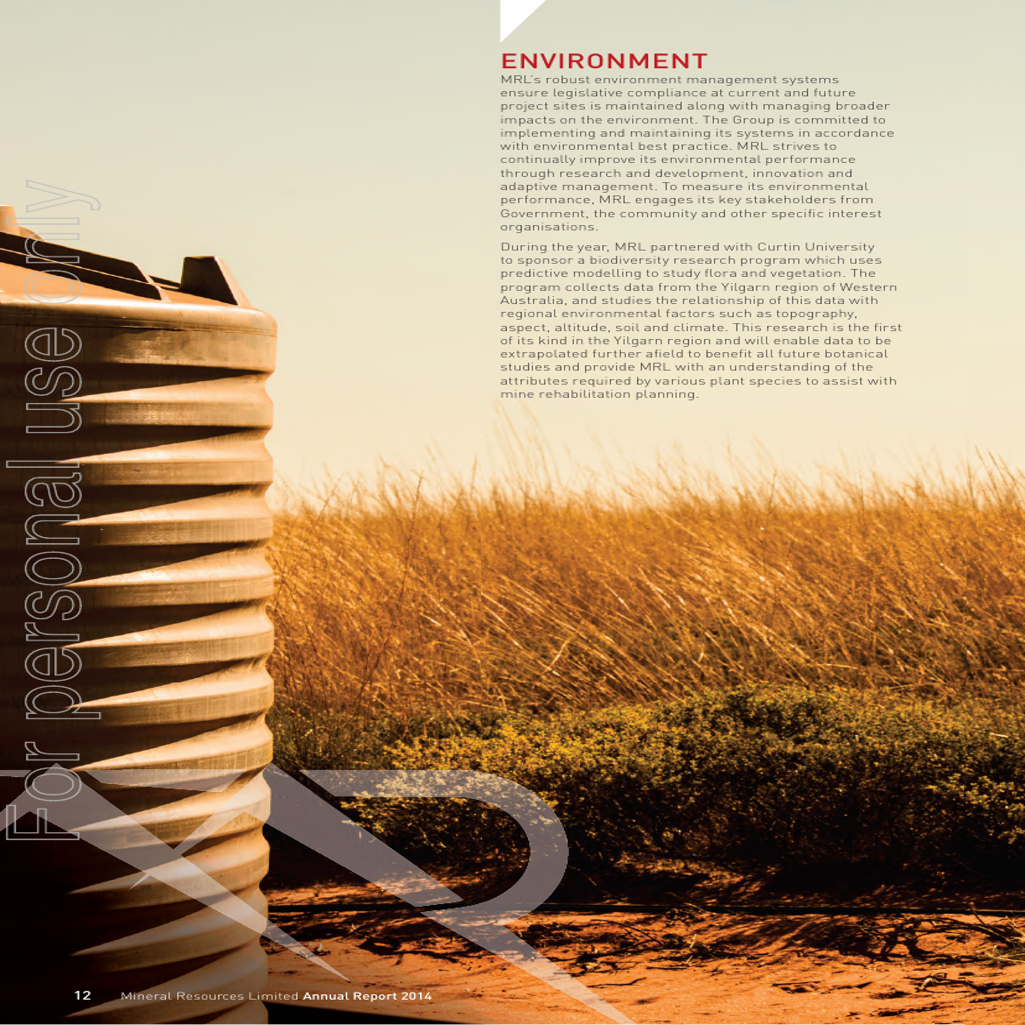 ENVIRONMENT
MRL's robust environment management systems
ensure legislative compliance at current and future
project sites is maintained along with managing broader
impacts on the environment. The Group is committed to
implementing and maintaining its systems in accordance
with environmental best practice. MRL strives to
continually improve its environmental performance
through research and development, innovation and
adaptive management. To measure its environmental
performance, MRL engages its key stakeholders from
Government, the community and other specific interest
organisations.
During the year, MRL partnered with Curtin University
to sponsor a biodiversity research program which uses
predictive modelling to study flora and vegetation. The
program collects data from the Yilgarn region of Western
Australia, and studies the relationship of this data with
regional environmental factors such as topography,
aspect, altitude, soil and climate. This research is the first
of its kind in the Yilgarn region and will enable data to be
extrapolated further afield to benefit all future botanical
studies and provide MRL with an understanding of the
attributes required by various plant species to assist with
mine rehabilitation planning.
For personal use only
12 Mineral Resources Limited Annual Report 2014